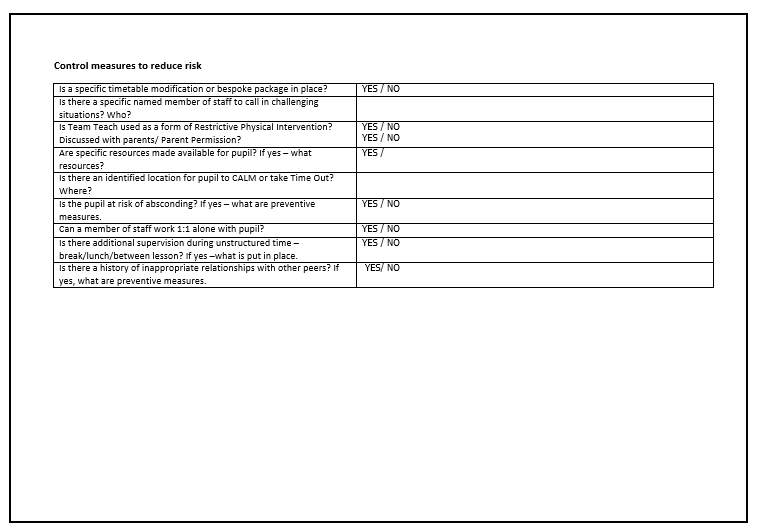 Control measures to reduce risk
Is a specific timetable modification or bespoke package in place?
YES / NO
Is there a specific named member of staff to call in challenging
situations? Who?
Is Team Teach used as a form of Restrictive Physical Intervention?
YES / NO
Discussed with parents/ Parent Permission?
YES / NO
Are specific resources made available for pupil? If yes – what
resources?
YES /
Is there an identified location for pupil to CALM or take Time Out?
Where?
Is the pupil at risk of absconding? If yes – what are preventive
measures.
YES / NO
Can a member of staff work 1:1 alone with pupil?
YES / NO
Is there additional supervision during unstructured time –
break/lunch/between lesson? If yes –what is put in place.
YES / NO
Is there a history of inappropriate relationships with other peers? If
yes, what are preventive measures.
YES/ NO